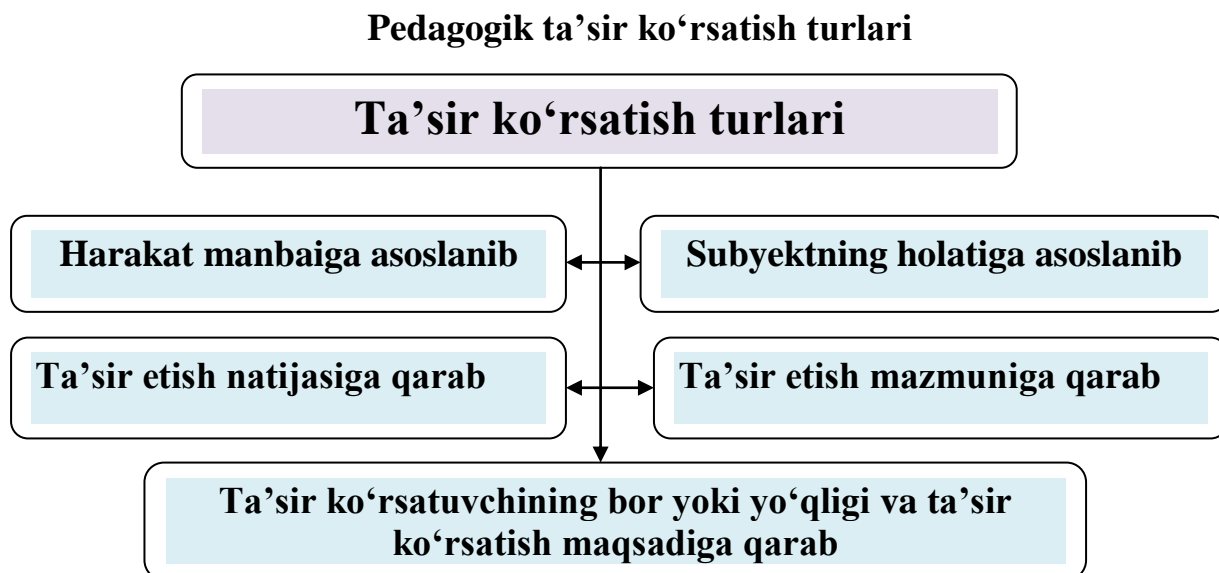 Pedagogik ta’sir ko‘rsatish turlari
Ta’sir ko‘rsatish turlari
Harakat manbaiga asoslanib
Subyektning holatiga asoslanib
Ta’sir etish natijasiga qarab
Ta’sir etish mazmuniga qarab
Ta’sir ko‘rsatuvchining bor yoki yo‘qligi va ta’sir
ko‘rsatish maqsadiga qarab